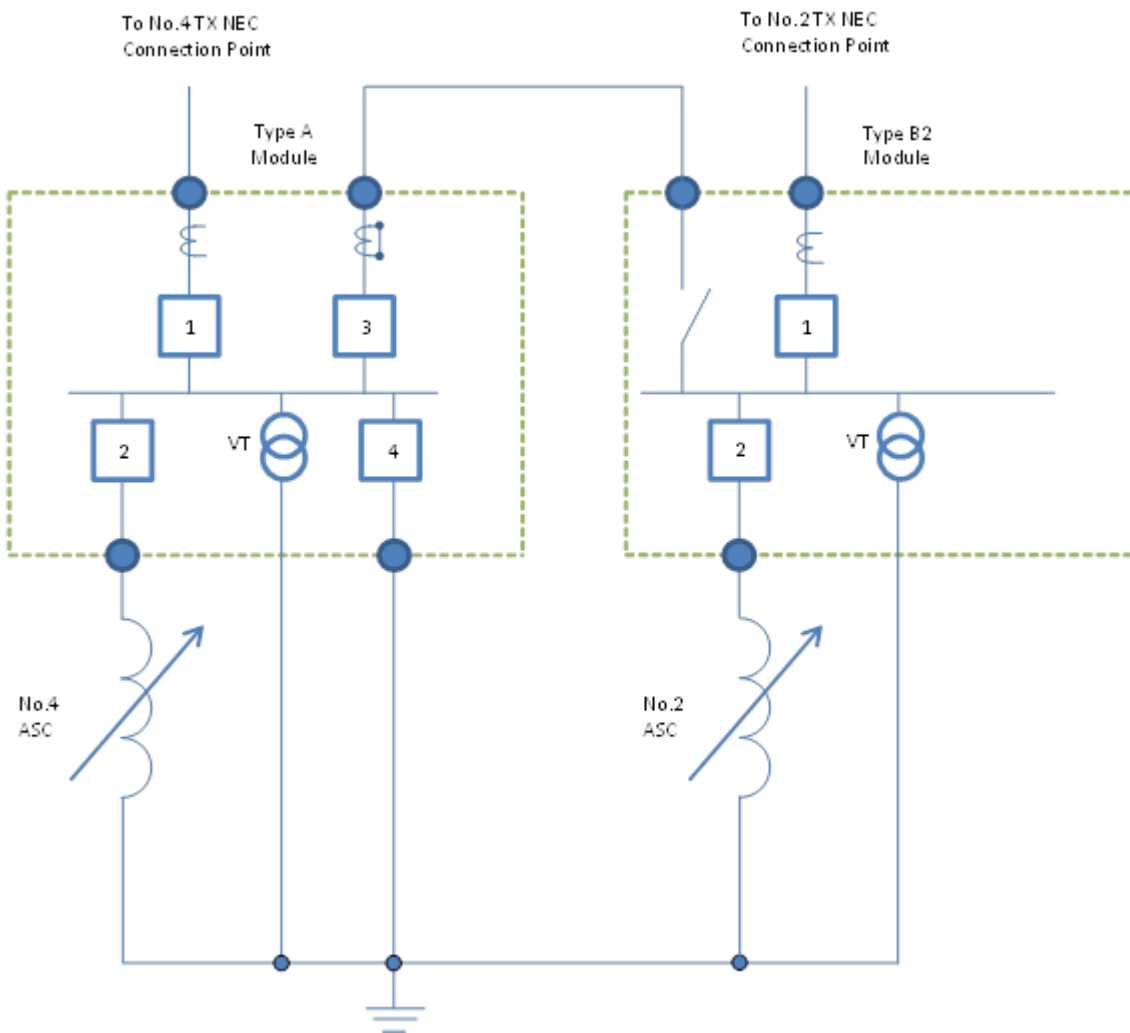 To No.4 TX NEC
Connection Point
To No.2 TX NEC
Connection Point
Type A
Module
Type B2
Module
1
3
1
2
VT
4
2
VT
No.4
ASC
No.2
ASC